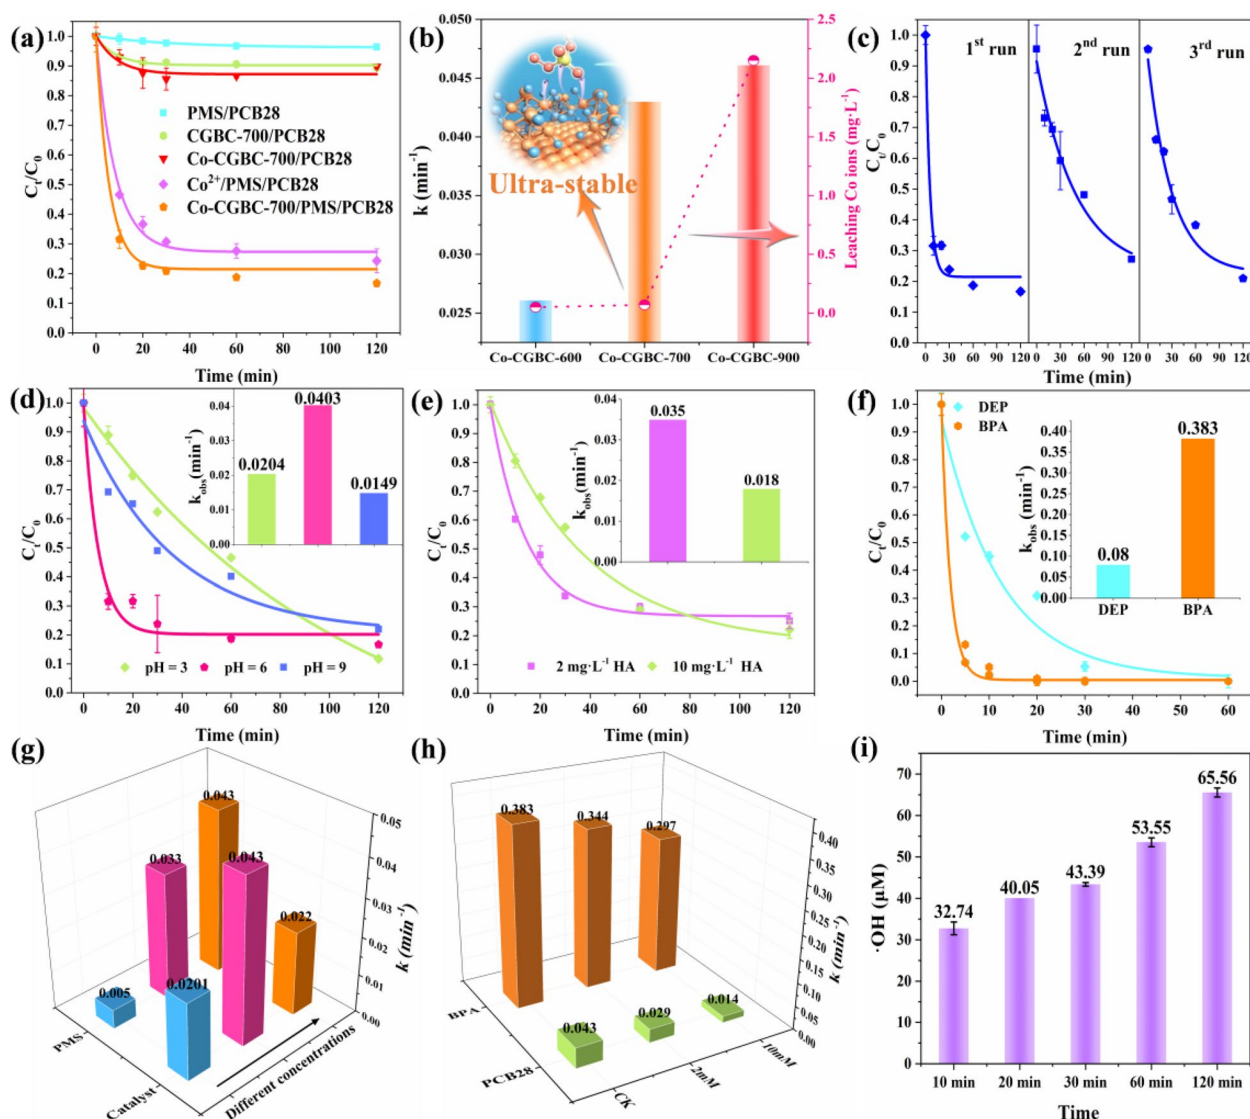 (a)
1.0
0.9
0.8
0.7
0.6
0.5
0.4
0.3
0.2
0.1
0.0
Cₜ/C₀
PMS/PCB28
CGBC-700/PCB28
Co-CGBC-700/PCB28
Co²⁺/PMS/PCB28
Co-CGBC-700/PMS/PCB28
0 20 40 60 80 100 120
Time (min)
(b)
0.050
0.045
0.040
0.035
0.030
0.025
k (min⁻¹)
Ultra-stable
2.5
2.0
1.5
1.0
0.5
0.0
Leaching Co ions (mg·L⁻¹)
Co-CGBC-600 Co-CGBC-700 Co-CGBC-900
(c)
1ˢᵗ run 2ⁿᵈ run 3ʳᵈ run
1.0
0.9
0.8
0.7
0.6
0.5
0.4
0.3
0.2
0.1
0.0
Cₜ/C₀
0 30 60 90 120 0 30 60 90 120 0 30 60 90 120
Time (min)
(d)
1.0
0.9
0.8
0.7
0.6
0.5
0.4
0.3
0.2
0.1
0.0
Cₜ/C₀
0.04
0.03
0.02
0.01
0.00
k_obs(min⁻¹)
0.0204
0.0403
0.0149
pH = 3 pH = 6 pH = 9
0 20 40 60 80 100 120
Time (min)
(e)
1.0
0.9
0.8
0.7
0.6
0.5
0.4
0.3
0.2
0.1
0.0
Cₜ/C₀
0.04
0.03
0.02
0.01
0.00
k_obs(min⁻¹)
0.035
0.018
2 mg·L⁻¹ HA 10 mg·L⁻¹ HA
0 20 40 60 80 100 120
Time (min)
(f)
DEP
BPA
1.0
0.9
0.8
0.7
0.6
0.5
0.4
0.3
0.2
0.1
0.0
Cₜ/C₀
0.40
0.35
0.30
0.25
0.20
0.15
0.10
0.05
0.00
k_obs (min⁻¹)
0.08
0.383
DEP BPA
0 10 20 30 40 50 60
Time (min)
(g)
0.043
0.033
0.043
0.022
0.005
0.0201
0.05
0.04
0.03
0.02
0.01
0.00
k (min⁻¹)
PMS
Catalyst
Different concentrations
(h)
0.383
0.344
0.297
0.043
0.029
0.014
0.40
0.35
0.30
0.25
0.20
0.15
0.10
0.05
0.00
k (min⁻¹)
BPA
PCB28
CK
2mM
10mM
(i)
70
60
50
40
30
20
10
0
·OH (μM)
32.74
40.05
43.39
53.55
65.56
10 min 20 min 30 min 60 min 120 min
Time